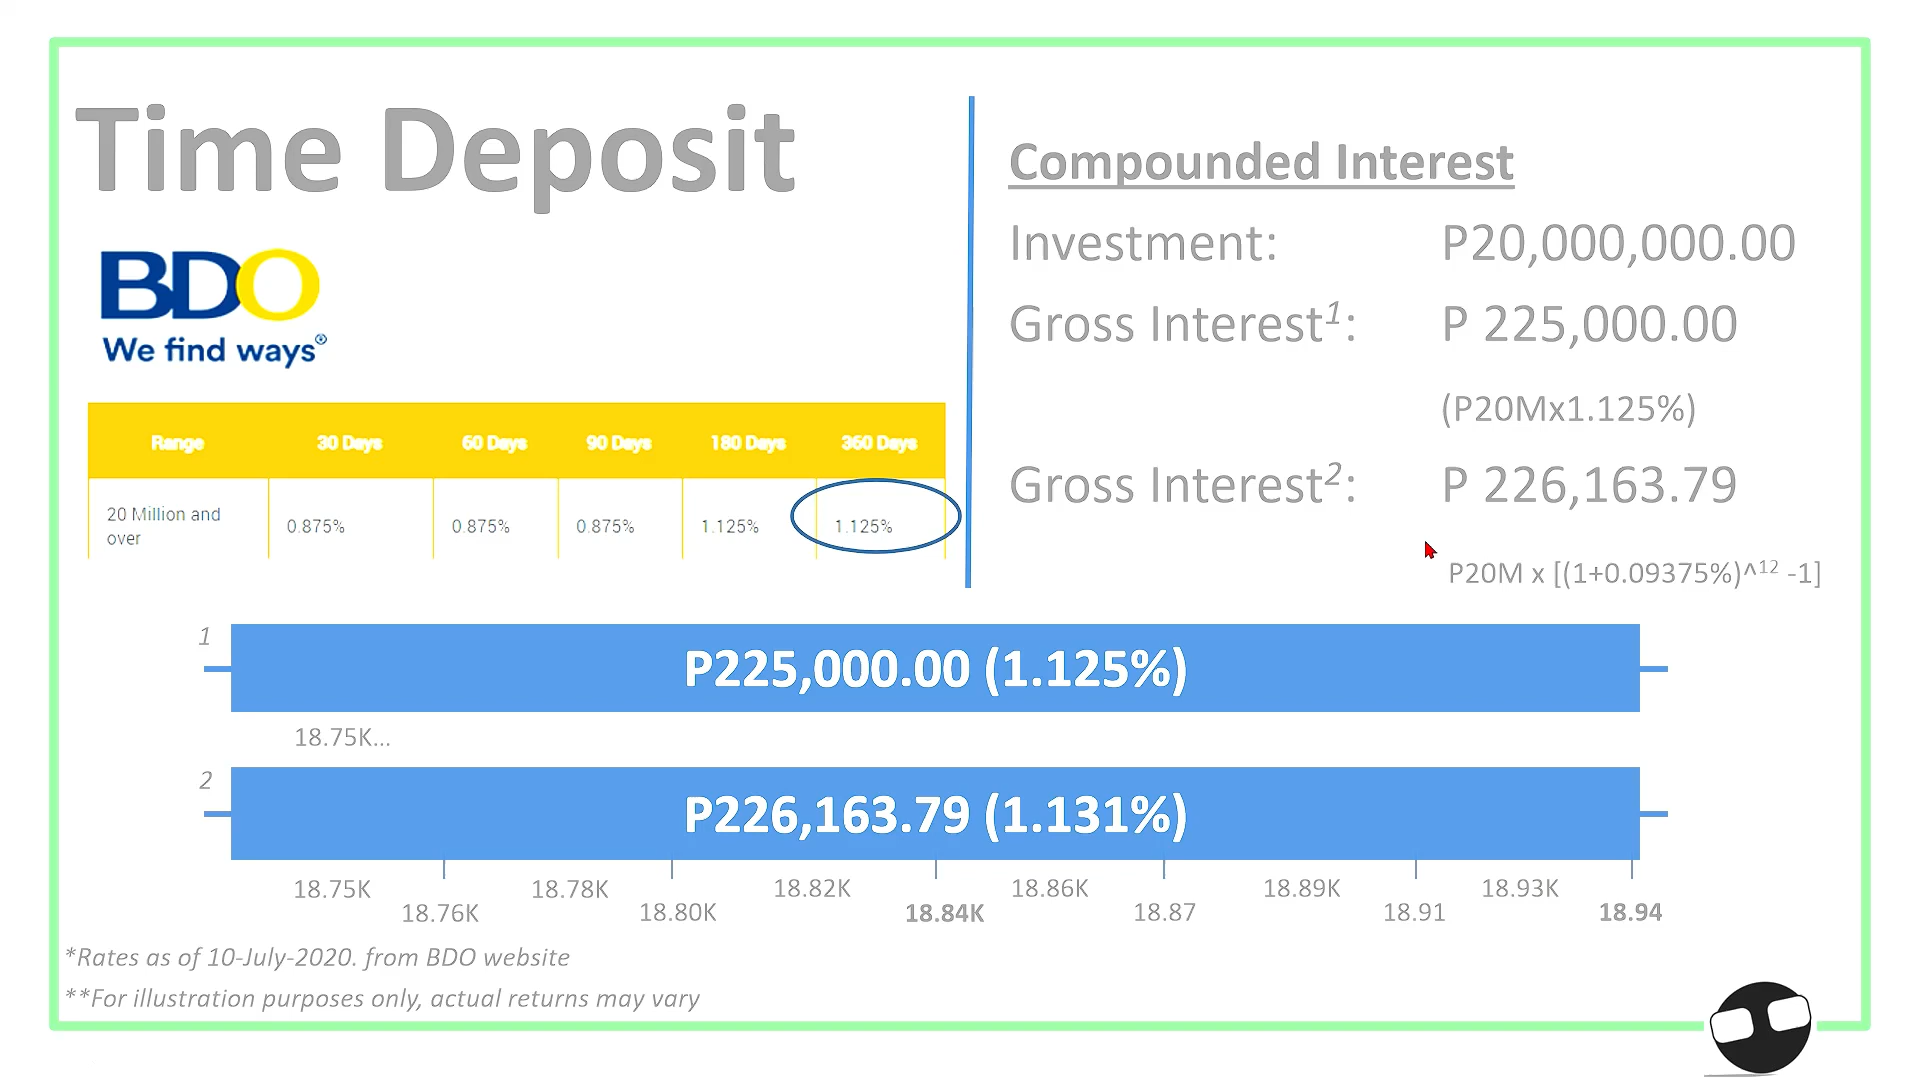 Time Deposit
BDO
We find ways®
Range 30 Days 60 Days 90 Days 180 Days 360 Days
20 Million and
over 0.875% 0.875% 0.875% 1.125% 1.125%
Compounded Interest
Investment: P20,000,000.00
Gross Interest¹: P 225,000.00
(P20Mx1.125%)
Gross Interest²: P 226,163.79
P20M x [(1+0.09375%)^¹² -1]
1
P225,000.00 (1.125%)
18.75K...
2
P226,163.79 (1.131%)
18.75K 18.78K 18.82K 18.86K 18.89K 18.93K
18.76K 18.80K 18.84K 18.87 18.91 18.94
*Rates as of 10-July-2020. from BDO website
**For illustration purposes only, actual returns may vary